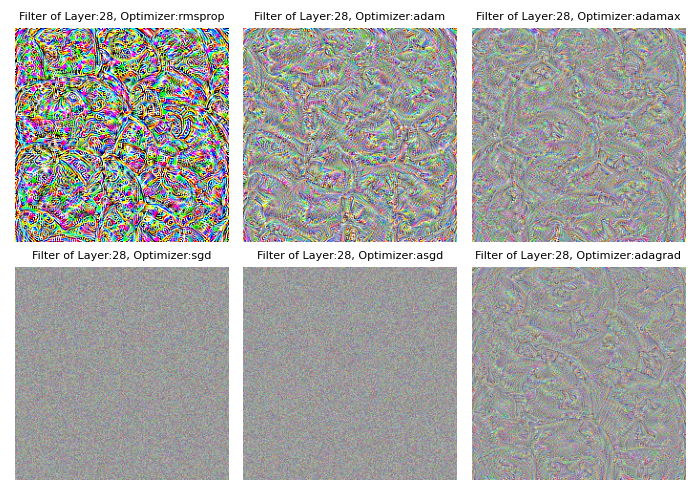 Filter of Layer:28, Optimizer:rmsprop
Filter of Layer:28, Optimizer:adam
Filter of Layer:28, Optimizer:adamax
Filter of Layer:28, Optimizer:sgd
Filter of Layer:28, Optimizer:asgd
Filter of Layer:28, Optimizer:adagrad